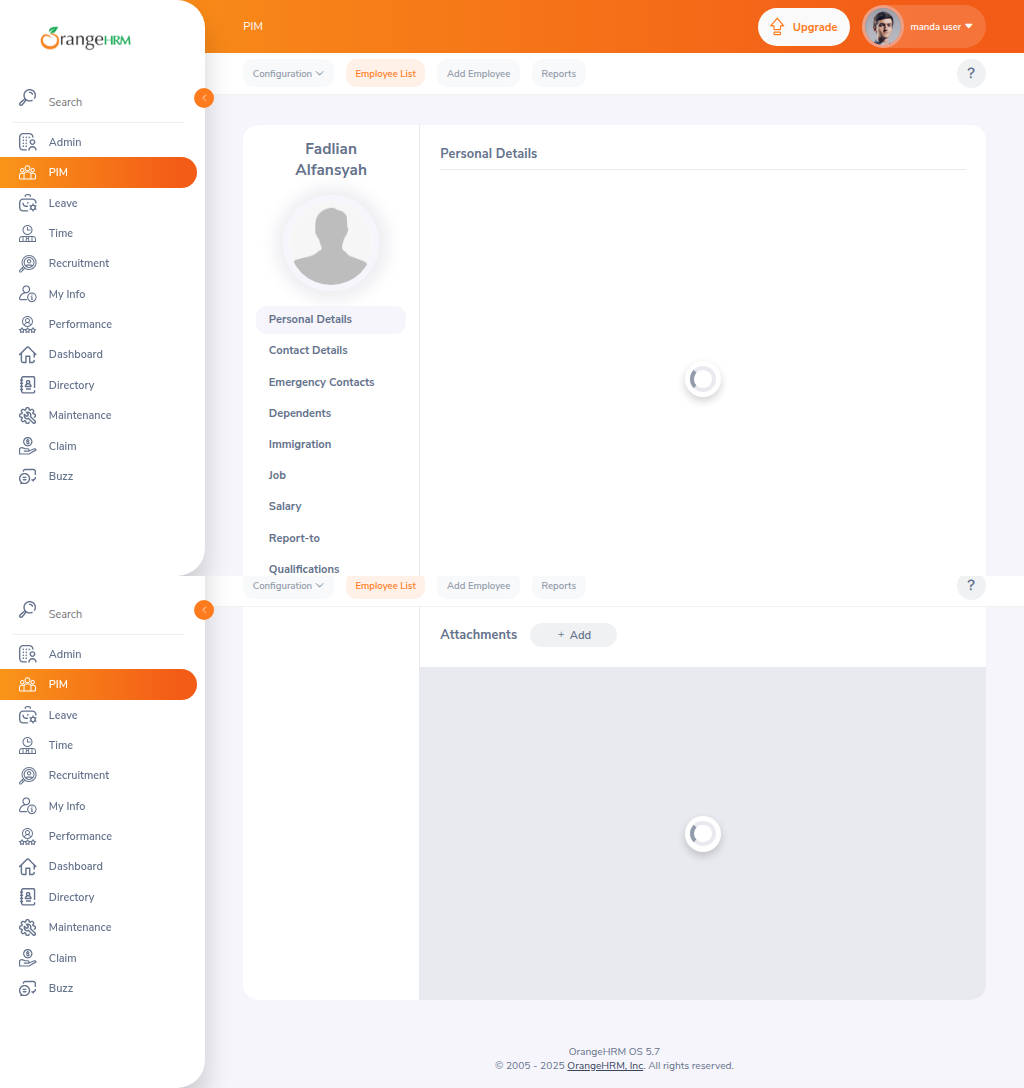 OrangeHRM
PIM
Upgrade
manda user
Configuration
Employee List
Add Employee
Reports
?
Search
Admin
PIM
Leave
Time
Recruitment
My Info
Performance
Dashboard
Directory
Maintenance
Claim
Buzz
Fadlian
Alfansyah
Personal Details
Contact Details
Emergency Contacts
Dependents
Immigration
Job
Salary
Report-to
Qualifications
Personal Details
Configuration
Employee List
Add Employee
Reports
?
Search
Admin
PIM
Leave
Time
Recruitment
My Info
Performance
Dashboard
Directory
Maintenance
Claim
Buzz
Attachments
+ Add
OrangeHRM OS 5.7
© 2005 - 2025 OrangeHRM, Inc. All rights reserved.